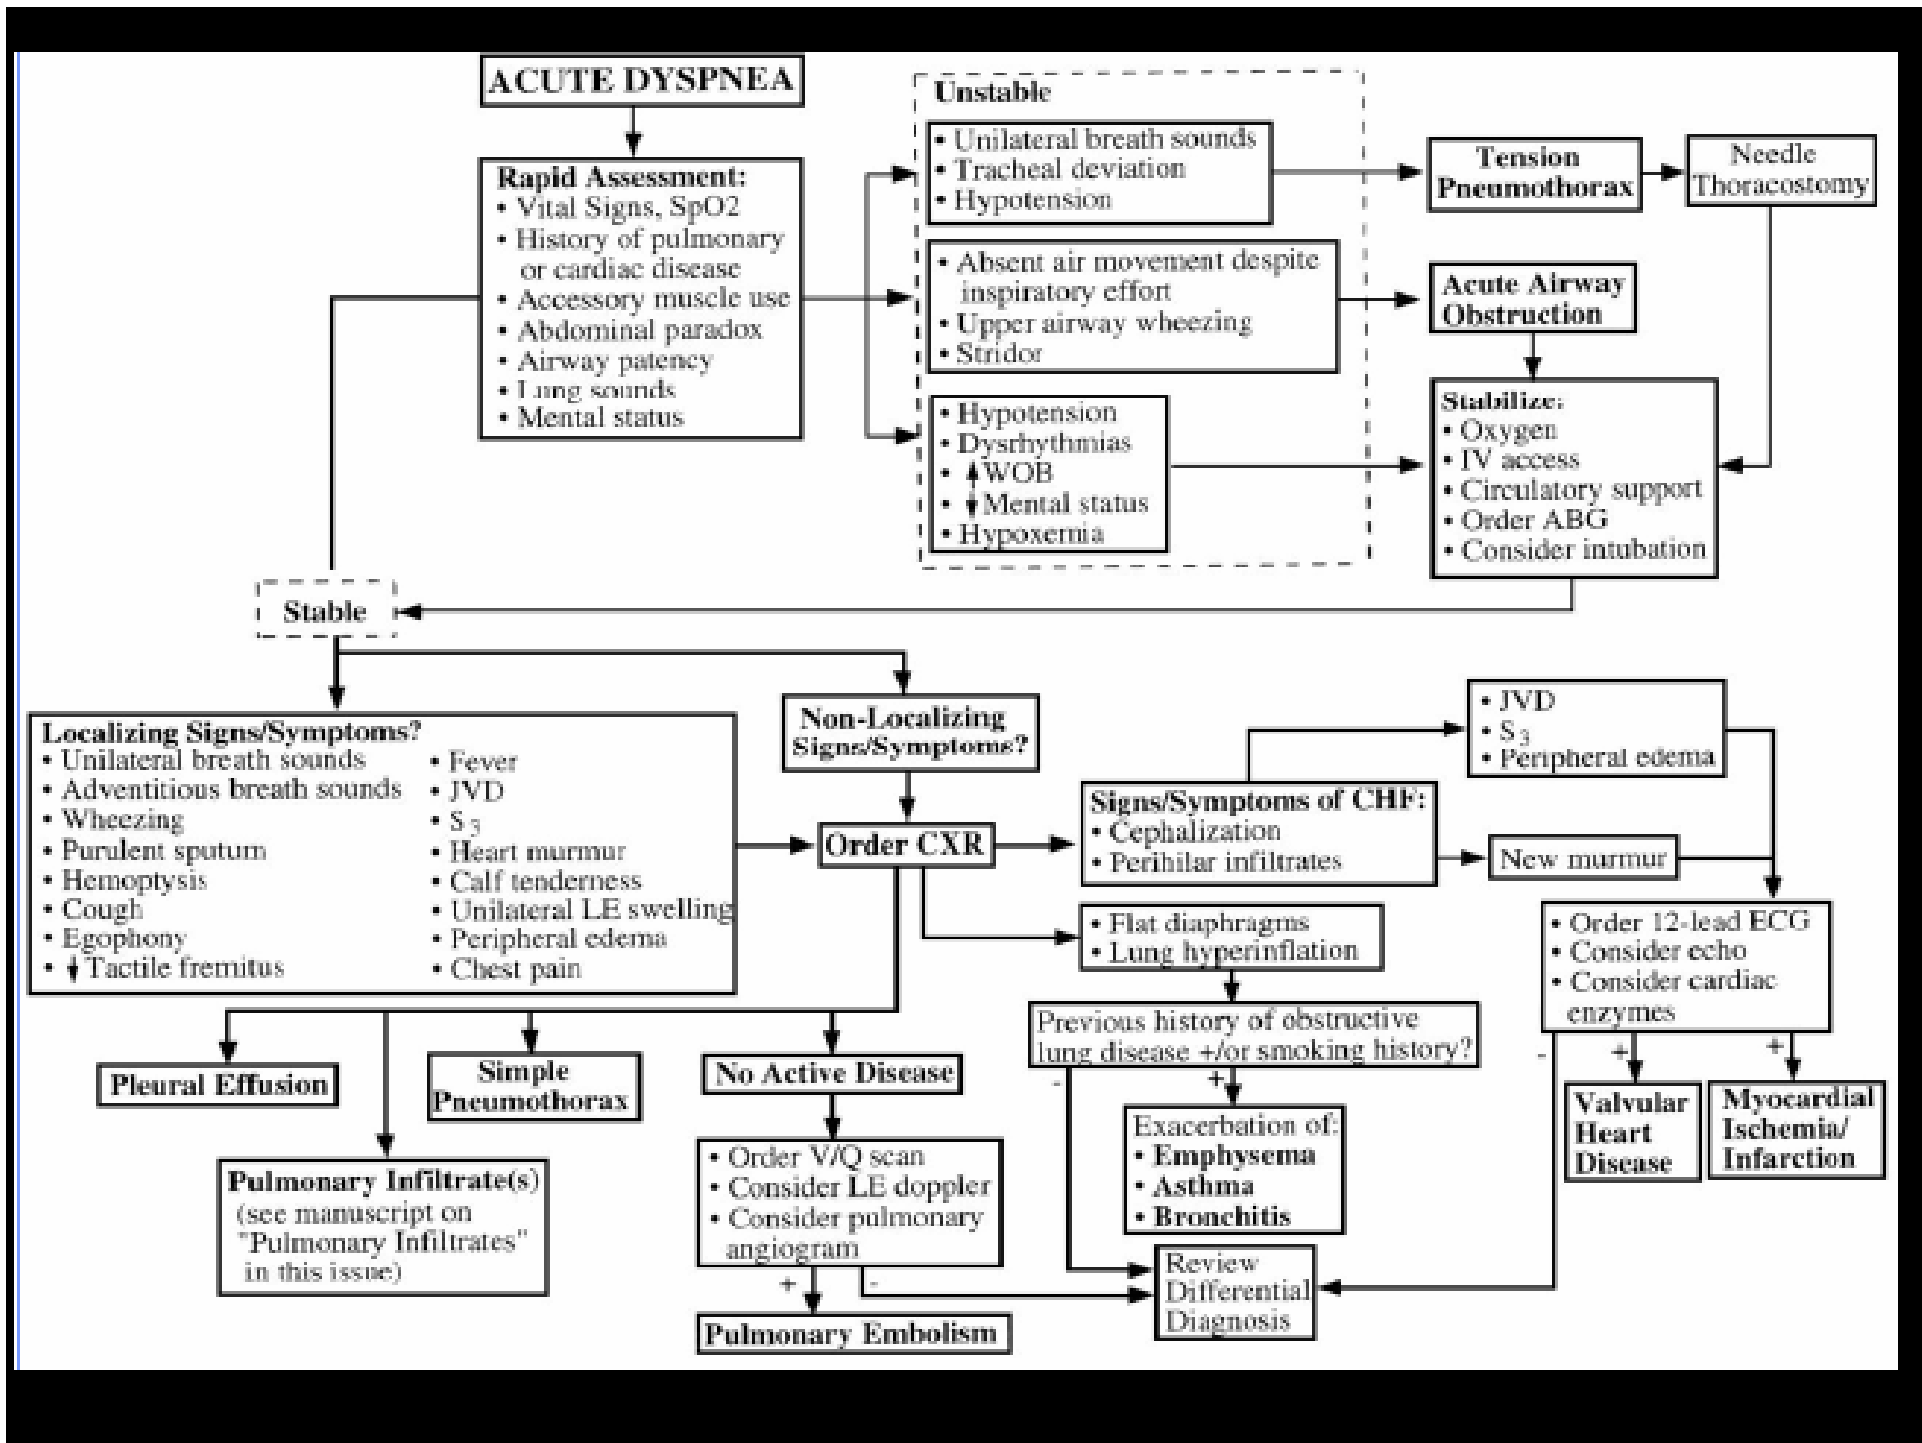 ACUTE DYSPNEA
Rapid Assessment:
• Vital Signs, SpO2
• History of pulmonary
or cardiac disease
• Accessory muscle use
• Abdominal paradox
• Airway patency
• Lung sounds
• Mental status
Unstable
• Unilateral breath sounds
• Tracheal deviation
• Hypotension
• Absent air movement despite
inspiratory effort
• Upper airway wheezing
• Stridor
• Hypotension
• Dysrhythmias
• ↑WOB
• ↓Mental status
• Hypoxemia
Tension
Pneumothorax
Needle
Thoracostomy
Acute Airway
Obstruction
Stabilize:
• Oxygen
• IV access
• Circulatory support
• Order ABG
• Consider intubation
Stable
Localizing Signs/Symptoms?
• Unilateral breath sounds
• Adventitious breath sounds
• Wheezing
• Purulent sputum
• Hemoptysis
• Cough
• Egophony
• ↓Tactile fremitus
• Fever
• JVD
• S3
• Heart murmur
• Calf tenderness
• Unilateral LE swelling
• Peripheral edema
• Chest pain
Non-Localizing
Signs/Symptoms?
Order CXR
Signs/Symptoms of CHF:
• Cephalization
• Perihilar infiltrates
• JVD
• S3
• Peripheral edema
New murmur
• Order 12-lead ECG
• Consider echo
• Consider cardiac
enzymes
-
+
+
Valvular
Heart
Disease
Myocardial
Ischemia/
Infarction
• Flat diaphragms
• Lung hyperinflation
Previous history of obstructive
lung disease +/or smoking history?
-
+
Exacerbation of:
• Emphysema
• Asthma
• Bronchitis
Pleural Effusion
Simple
Pneumothorax
No Active Disease
Pulmonary Infiltrate(s)
(see manuscript on
"Pulmonary Infiltrates"
in this issue)
• Order V/Q scan
• Consider LE doppler
• Consider pulmonary
angiogram
+
-
Pulmonary Embolism
Review
Differential
Diagnosis